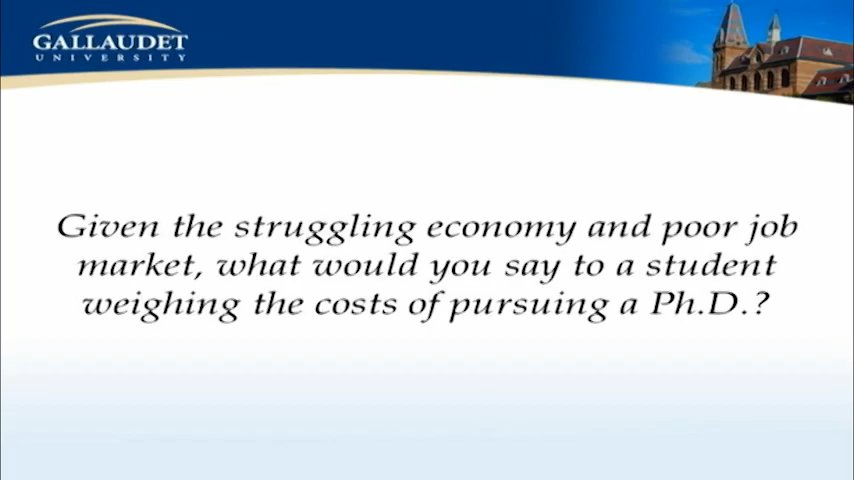 GALLAUDET
UNIVERSITY
Given the struggling economy and poor job
market, what would you say to a student
weighing the costs of pursuing a Ph.D.?